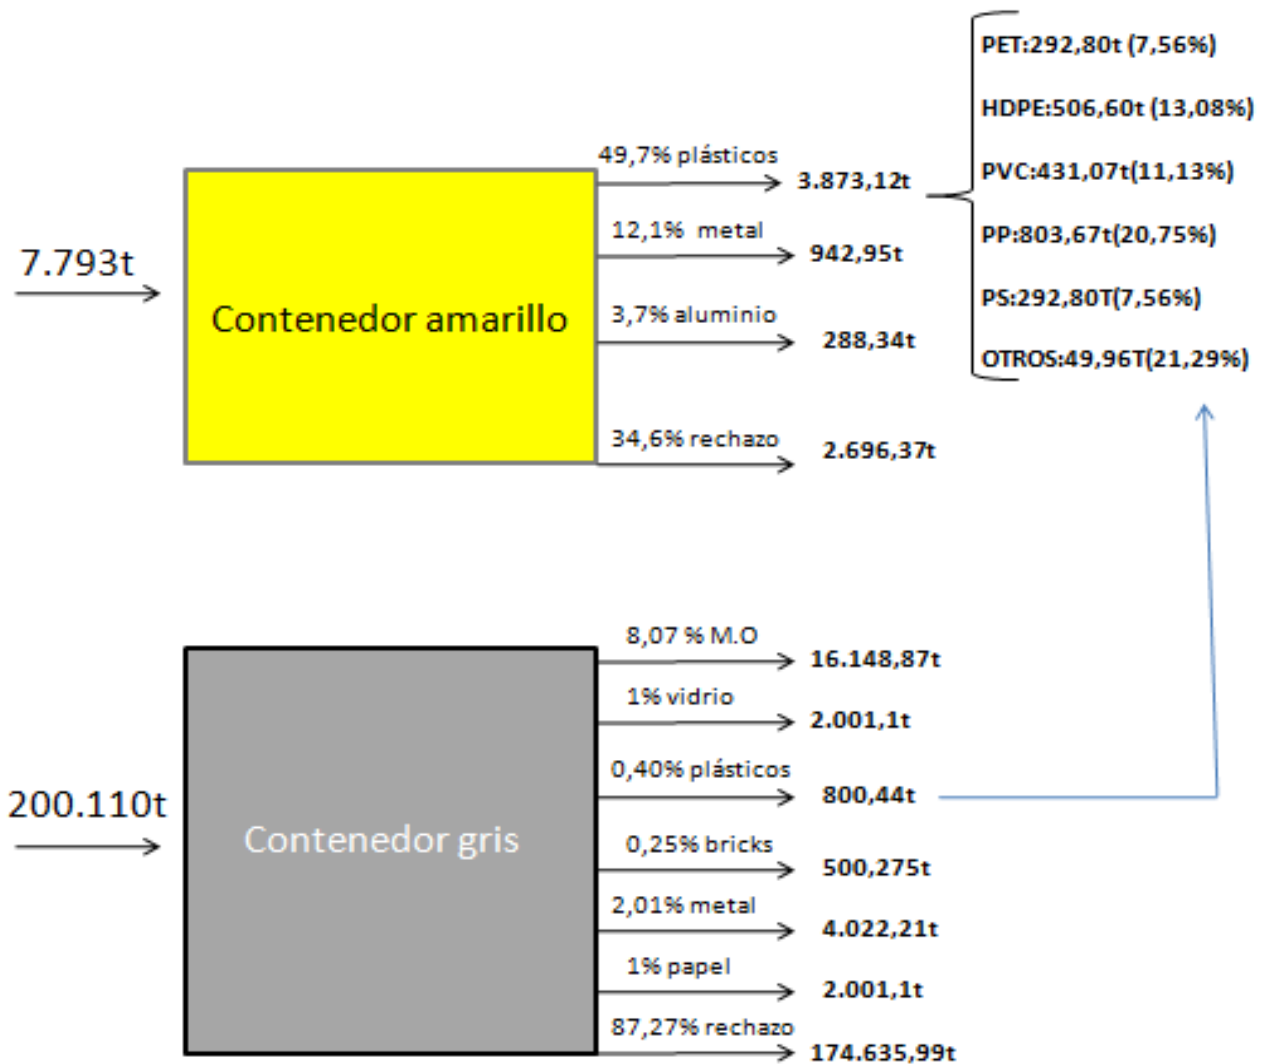 PET:292,80t (7,56%)
HDPE:506,60t (13,08%)
PVC:431,07t(11,13%)
PP:803,67t(20,75%)
PS:292,80T(7,56%)
OTROS:49,96T(21,29%)
7.793t
Contenedor amarillo
49,7% plásticos
3.873,12t
12,1% metal
942,95t
3,7% aluminio
288,34t
34,6% rechazo
2.696,37t
200.110t
Contenedor gris
8,07 % M.O
16.148,87t
1% vidrio
2.001,1t
0,40% plásticos
800,44t
0,25% bricks
500,275t
2,01% metal
4.022,21t
1% papel
2.001,1t
87,27% rechazo
174.635,99t